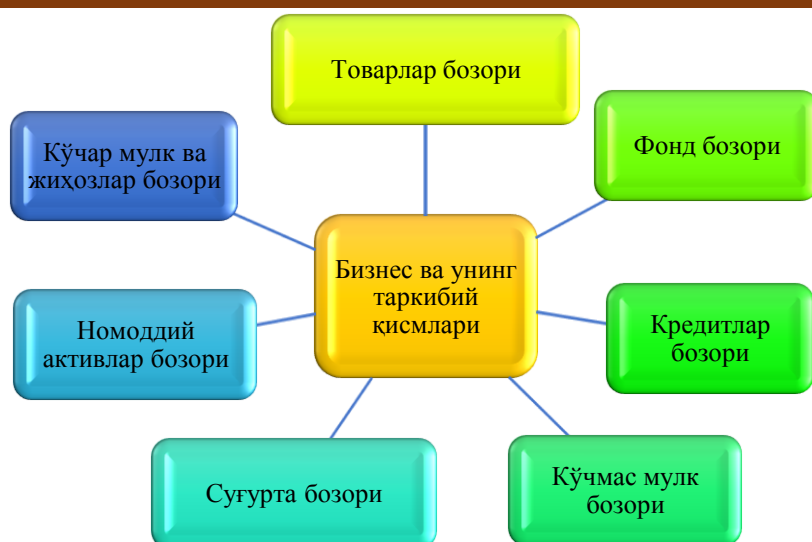 Товарлар бозори
Кўчар мулк ва
жиҳозлар бозори
Фонд бозори
Бизнес ва унинг
таркибий
қисмлари
Номоддий
активлар бозори
Кредитлар
бозори
Суғурта бозори
Кўчмас мулк
бозори